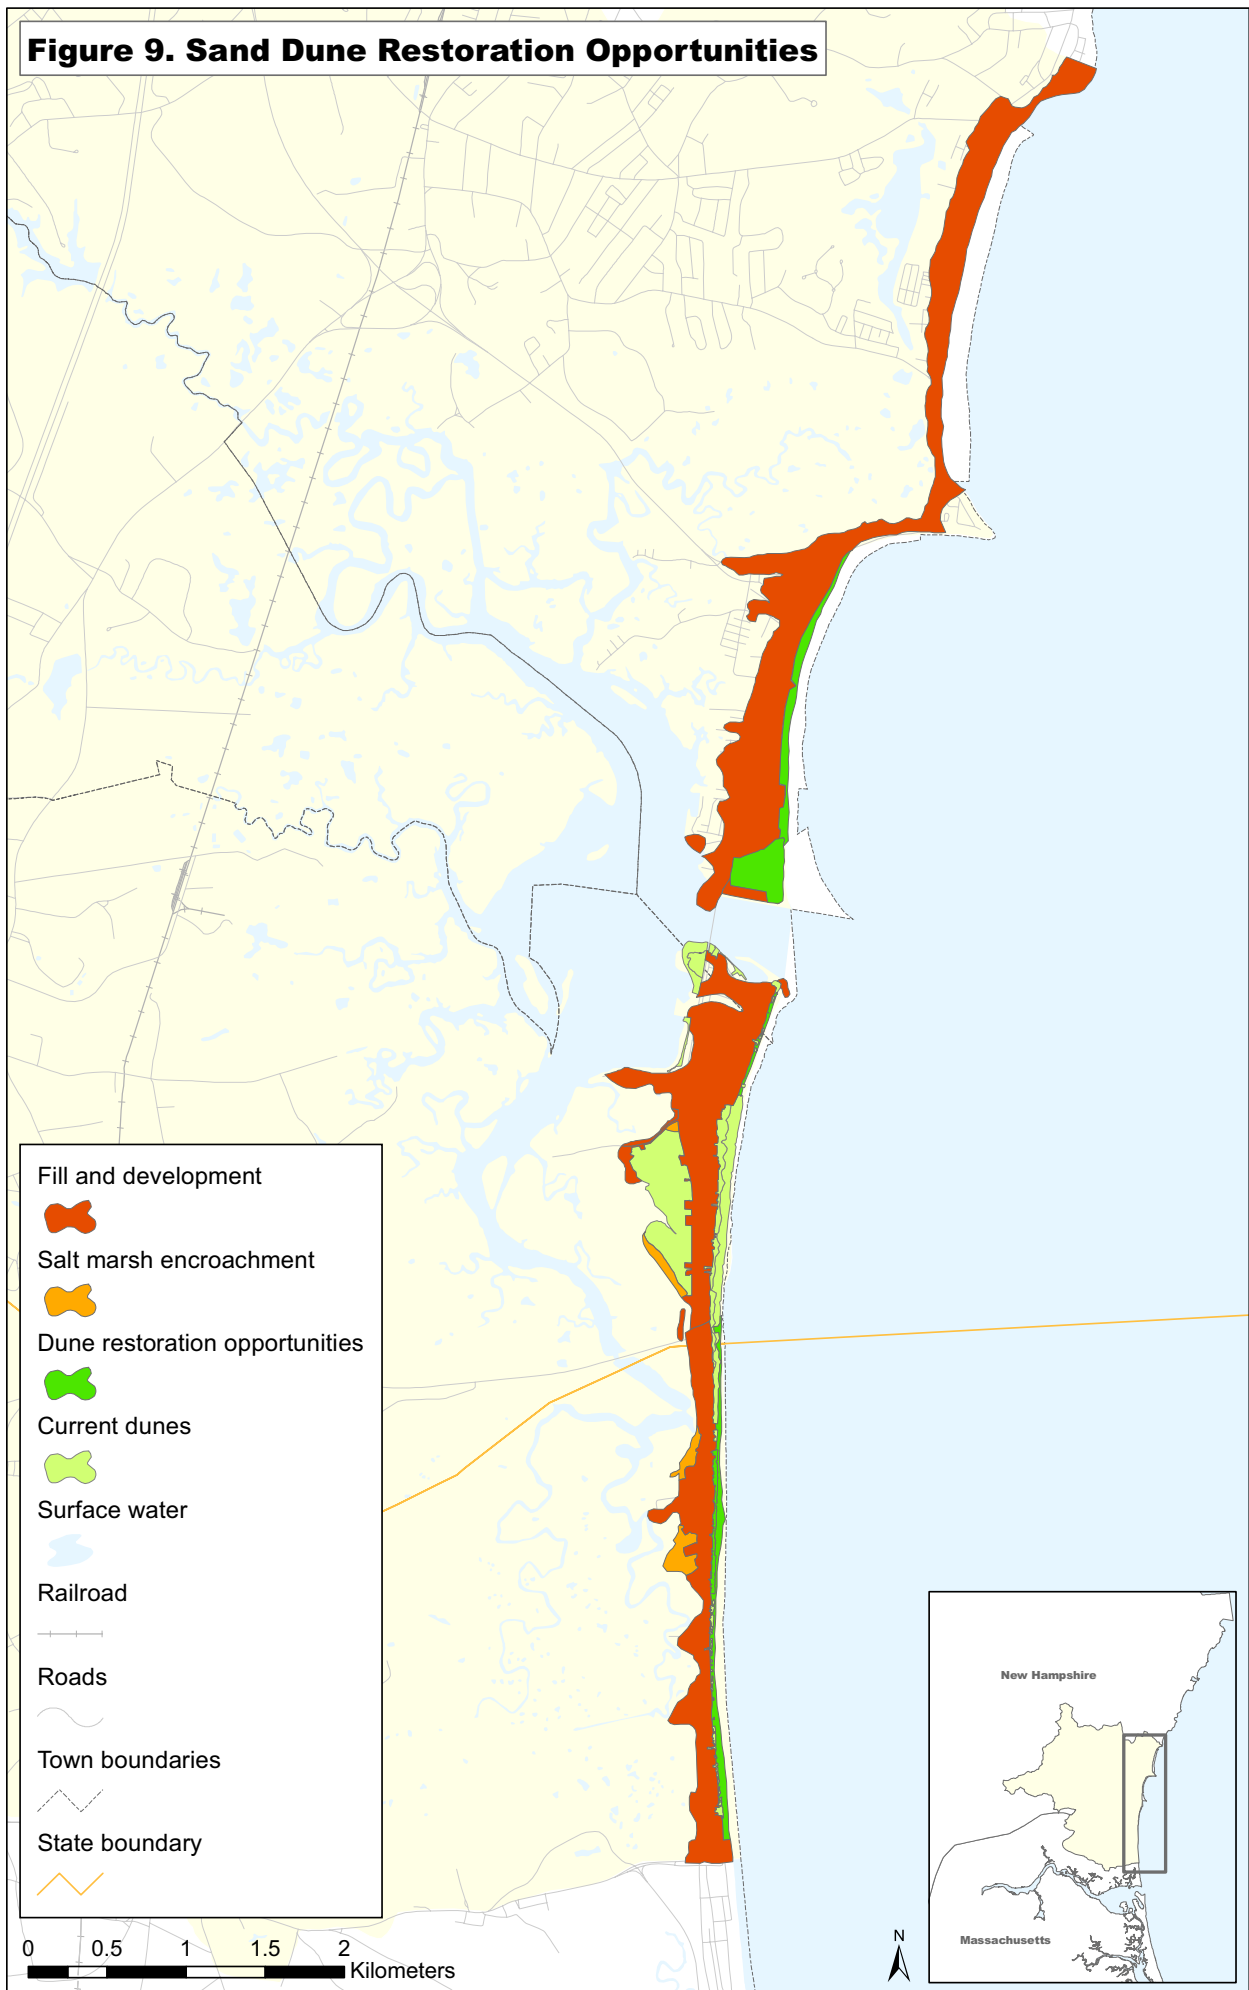 Figure 9. Sand Dune Restoration Opportunities
Fill and development
Salt marsh encroachment
Dune restoration opportunities
Current dunes
Surface water
Railroad
Roads
Town boundaries
State boundary
0 0.5 1 1.5 2
Kilometers
N
New Hampshire
Massachusetts